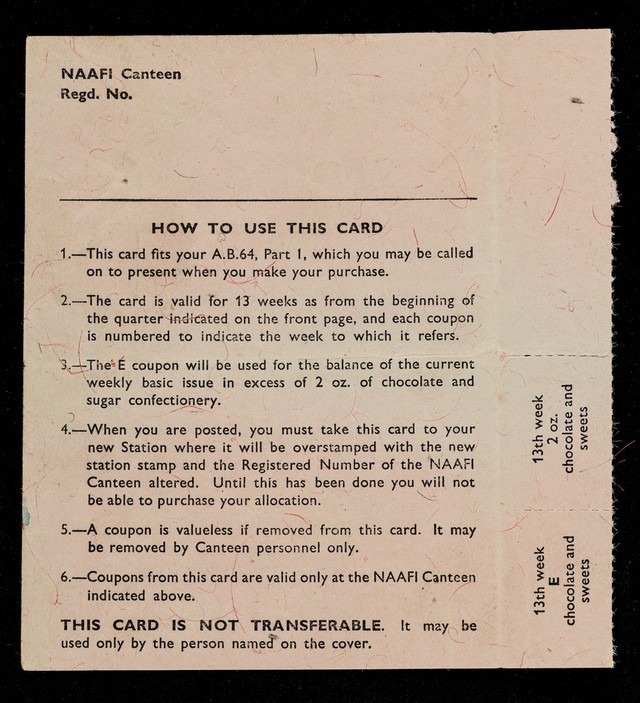 NAAFI Canteen
Regd. No.
HOW TO USE THIS CARD
1.—This card fits your A.B.64, Part 1, which you may be called
on to present when you make your purchase.
2.—The card is valid for 13 weeks as from the beginning of
the quarter indicated on the front page, and each coupon
is numbered to indicate the week to which it refers.
3.—The E coupon will be used for the balance of the current
weekly basic issue in excess of 2 oz. of chocolate and
sugar confectionery.
4.—When you are posted, you must take this card to your
new Station where it will be overstamped with the new
station stamp and the Registered Number of the NAAFI
Canteen altered. Until this has been done you will not
be able to purchase your allocation.
5.—A coupon is valueless if removed from this card. It may
be removed by Canteen personnel only.
6.—Coupons from this card are valid only at the NAAFI Canteen
indicated above.
THIS CARD IS NOT TRANSFERABLE. It may be
used only by the person named on the cover.
13th week
2 oz.
chocolate and
sweets
13th week
E
chocolate and
sweets